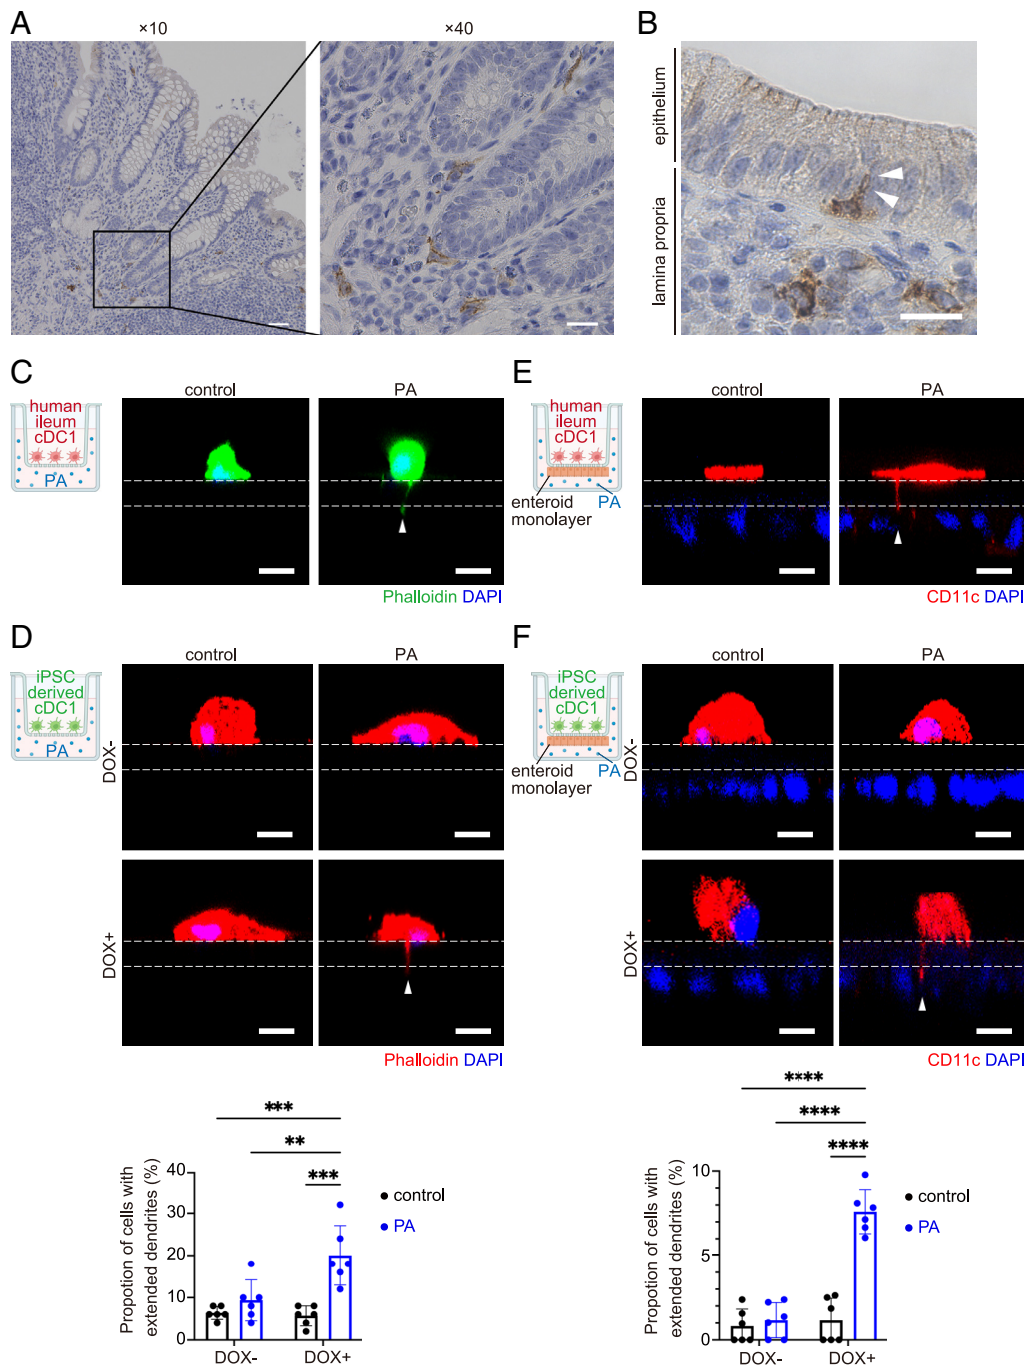 A
×10
×40
B
epithelium
lamina propria
C
control
PA
human
ileum
cDC1
PA
Phalloidin DAPI
E
control
PA
human
ileum
cDC1
enteroid
monolayer
PA
CD11c DAPI
D
control
PA
iPSC
derived
cDC1
PA
DOX-
DOX+
Phalloidin DAPI
F
control
PA
iPSC
derived
cDC1
enteroid
monolayer
PA
DOX-
DOX+
CD11c DAPI
***
**
***
Propotion of cells with
extended dendrites (%)
40
30
20
10
0
DOX-
DOX+
control
PA
****
****
****
Propotion of cells with
extended dendrites (%)
10
5
0
DOX-
DOX+
control
PA